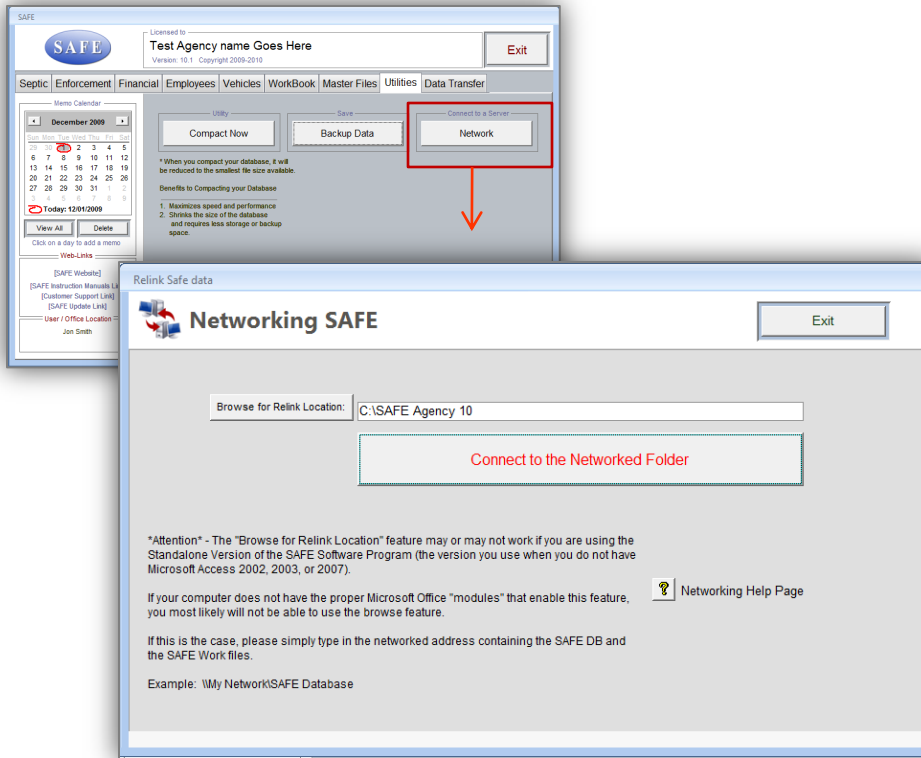 SAFE
SAFE
Licensed to
Test Agency name Goes Here
Version: 10.1 Copyright 2009-2010
Exit
Septic Enforcement Financial Employees Vehicles WorkBook Master Files Utilities Data Transfer
Memo Calendar
December 2009
Sun Mon Tue Wed Thu Fri Sat
29 30 1 2 3 4 5
6 7 8 9 10 11 12
13 14 15 16 17 18 19
20 21 22 23 24 25 26
27 28 29 30 31 1 2
3 4 5 6 7 8 9
Today: 12/01/2009
View All Delete
Click on a day to add a memo
Web-Links
[SAFE Website]
[SAFE Instruction Manuals Li
[Customer Support Link]
[SAFE Update Link]
User / Office Location
Jon Smith
Utility
Compact Now
Save
Backup Data
Connect to a Server
Network
* When you compact your database, it will
be reduced to the smallest file size available.
Benefits to Compacting your Database
1. Maximizes speed and performance
2. Shrinks the size of the database
and requires less storage or backup
space.
Relink Safe data
Networking SAFE
Exit
Browse for Relink Location:
C:\SAFE Agency 10
Connect to the Networked Folder
*Attention* - The "Browse for Relink Location" feature may or may not work if you are using the
Standalone Version of the SAFE Software Program (the version you use when you do not have
Microsoft Access 2002, 2003, or 2007).
If your computer does not have the proper Microsoft Office "modules" that enable this feature,
you most likely will not be able to use the browse feature.
If this is the case, please simply type in the networked address containing the SAFE DB and
the SAFE Work files.
Example: \\My Network\SAFE Database
? Networking Help Page